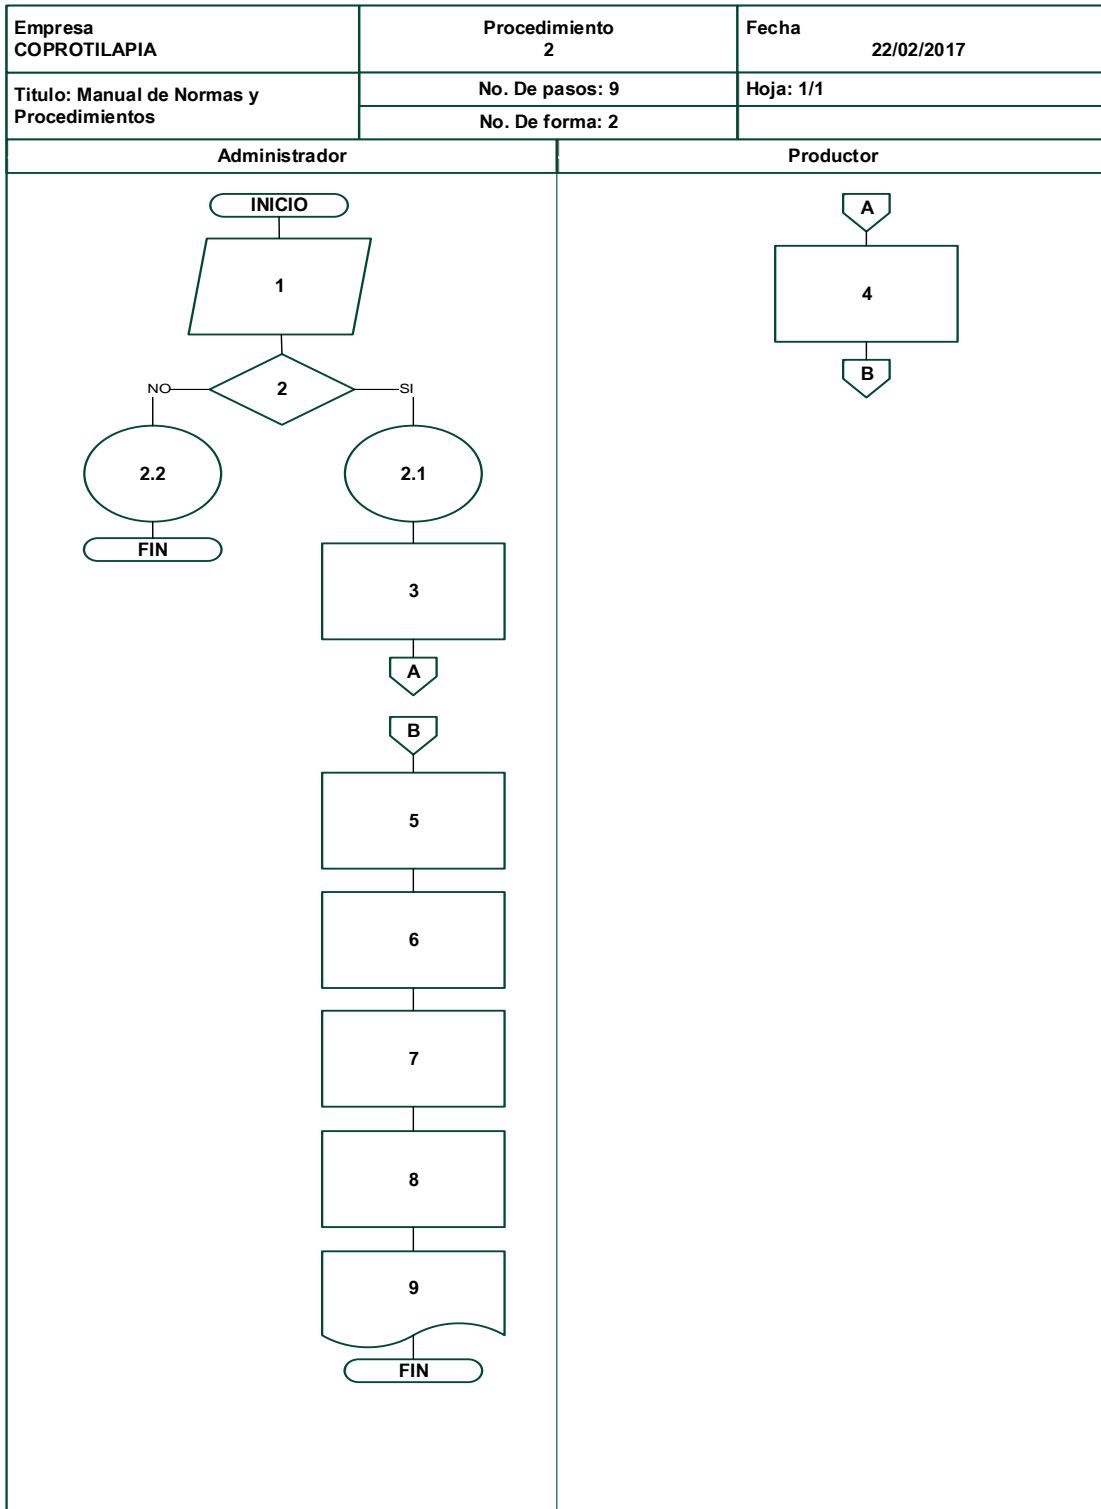 Empresa
COPROTILAPIA
Procedimiento
2
Fecha
22/02/2017
Titulo: Manual de Normas y
Procedimientos
No. De pasos: 9
Hoja: 1/1
No. De forma: 2
Administrador
Productor
INICIO
1
2
NO
SI
2.2
2.1
FIN
3
A
B
5
6
7
8
9
FIN
A
4
B